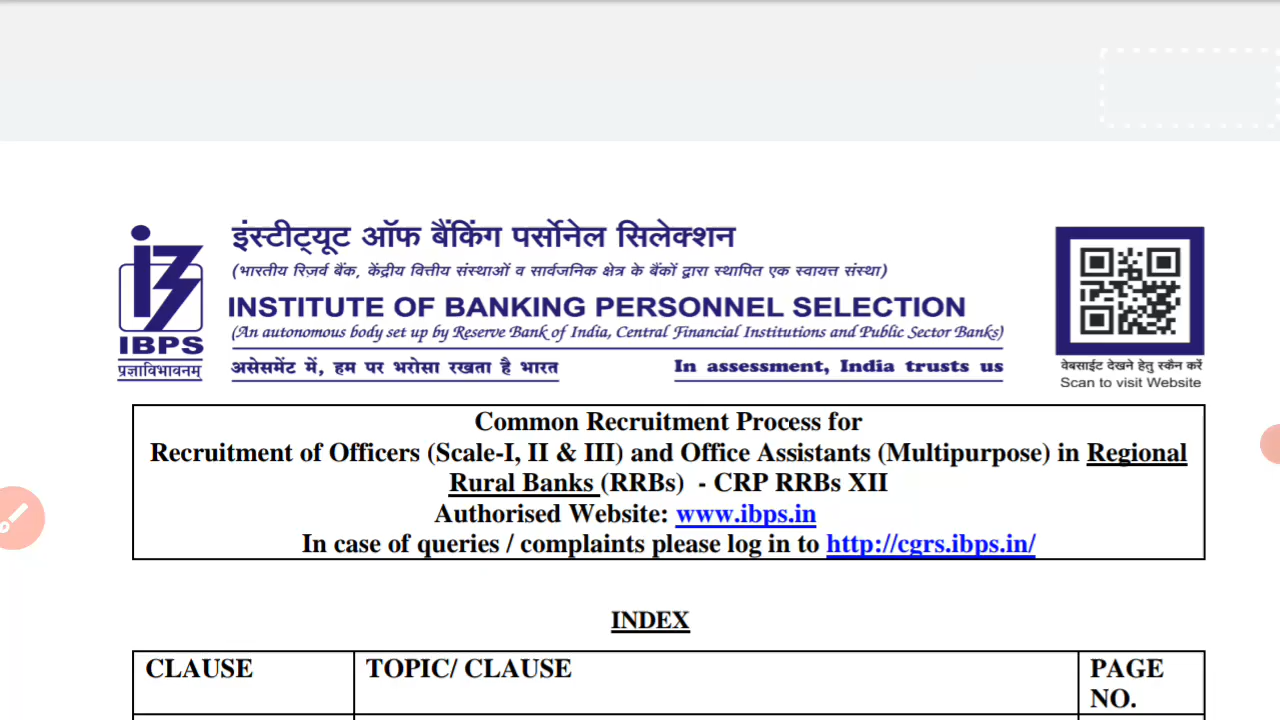 इंस्टीट्यूट ऑफ बैंकिंग पर्सोनेल सिलेक्शन
(भारतीय रिज़र्व बैंक, केंद्रीय वित्तीय संस्थाओं व सार्वजनिक क्षेत्र के बैंकों द्वारा स्थापित एक स्वायत्त संस्था)
INSTITUTE OF BANKING PERSONNEL SELECTION
(An autonomous body set up by Reserve Bank of India, Central Financial Institutions and Public Sector Banks)
IBPS
प्रज्ञाविभावनम्
असेसमेंट में, हम पर भरोसा रखता है भारत
In assessment, India trusts us
वेबसाईट देखने हेतु स्कैन करें
Scan to visit Website
Common Recruitment Process for
Recruitment of Officers (Scale-I, II & III) and Office Assistants (Multipurpose) in Regional
Rural Banks (RRBs) - CRP RRBs XII
Authorised Website: www.ibps.in
In case of queries / complaints please log in to http://cgrs.ibps.in/
INDEX
CLAUSE TOPIC/ CLAUSE PAGE
NO.